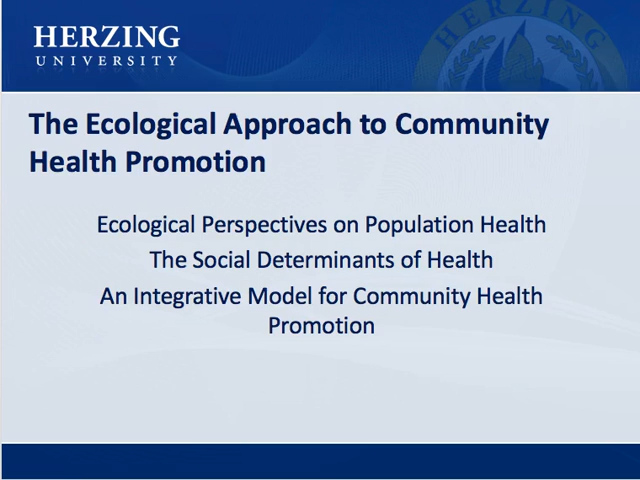 HERZING
HERZING
UNIVERSITY
The Ecological Approach to Community
Health Promotion
Ecological Perspectives on Population Health
The Social Determinants of Health
An Integrative Model for Community Health
Promotion